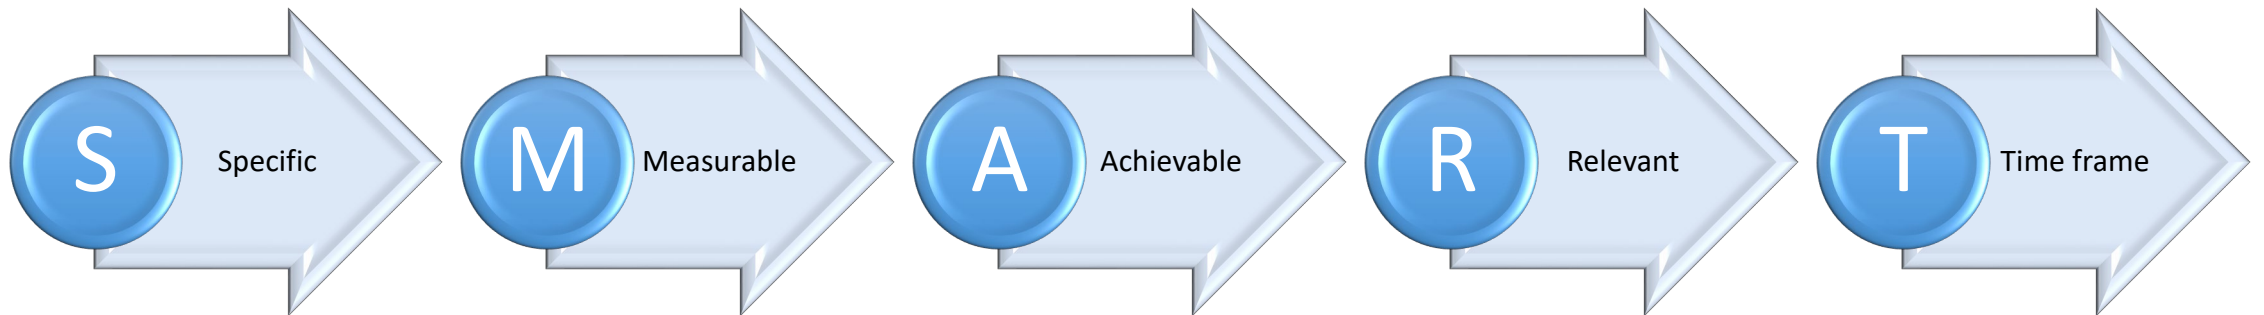 S Specific
M Measurable
A Achievable
R Relevant
T Time frame